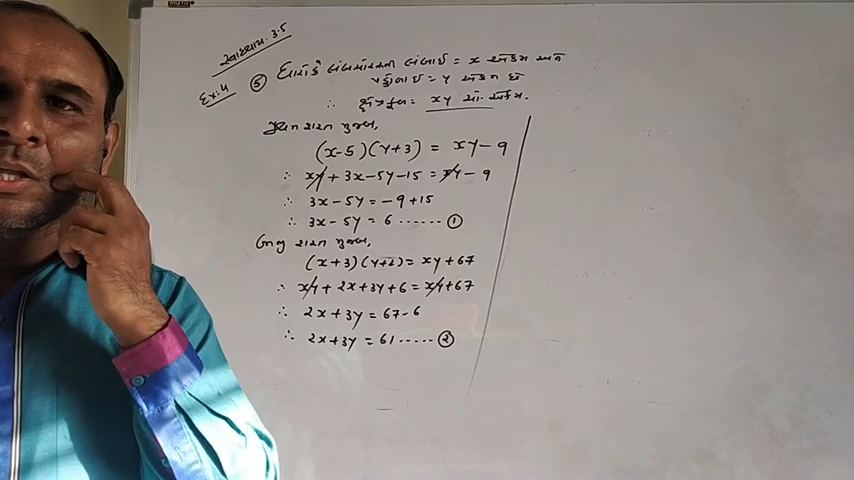 સ્વાધ્યાય. 3.5
Ex:4
⑤ ધારોકે લંબચોરસની લંબાઈ = x એકમ અને
પહોળાઈ = y એકમ છે
∴ ક્ષેત્રફળ = xy ચો. એકમ.
પ્રથમ શરત મુજબ,
(x-5)(y+3) = xy-9
∴ xy+3x-5y-15 = xy-9
∴ 3x-5y = -9+15
∴ 3x-5y = 6 ...... ①
બીજી શરત મુજબ,
(x+3)(y+2) = xy+67
∴ xy+2x+3y+6 = xy+67
∴ 2x+3y = 67-6
∴ 2x+3y = 61 ..... ②